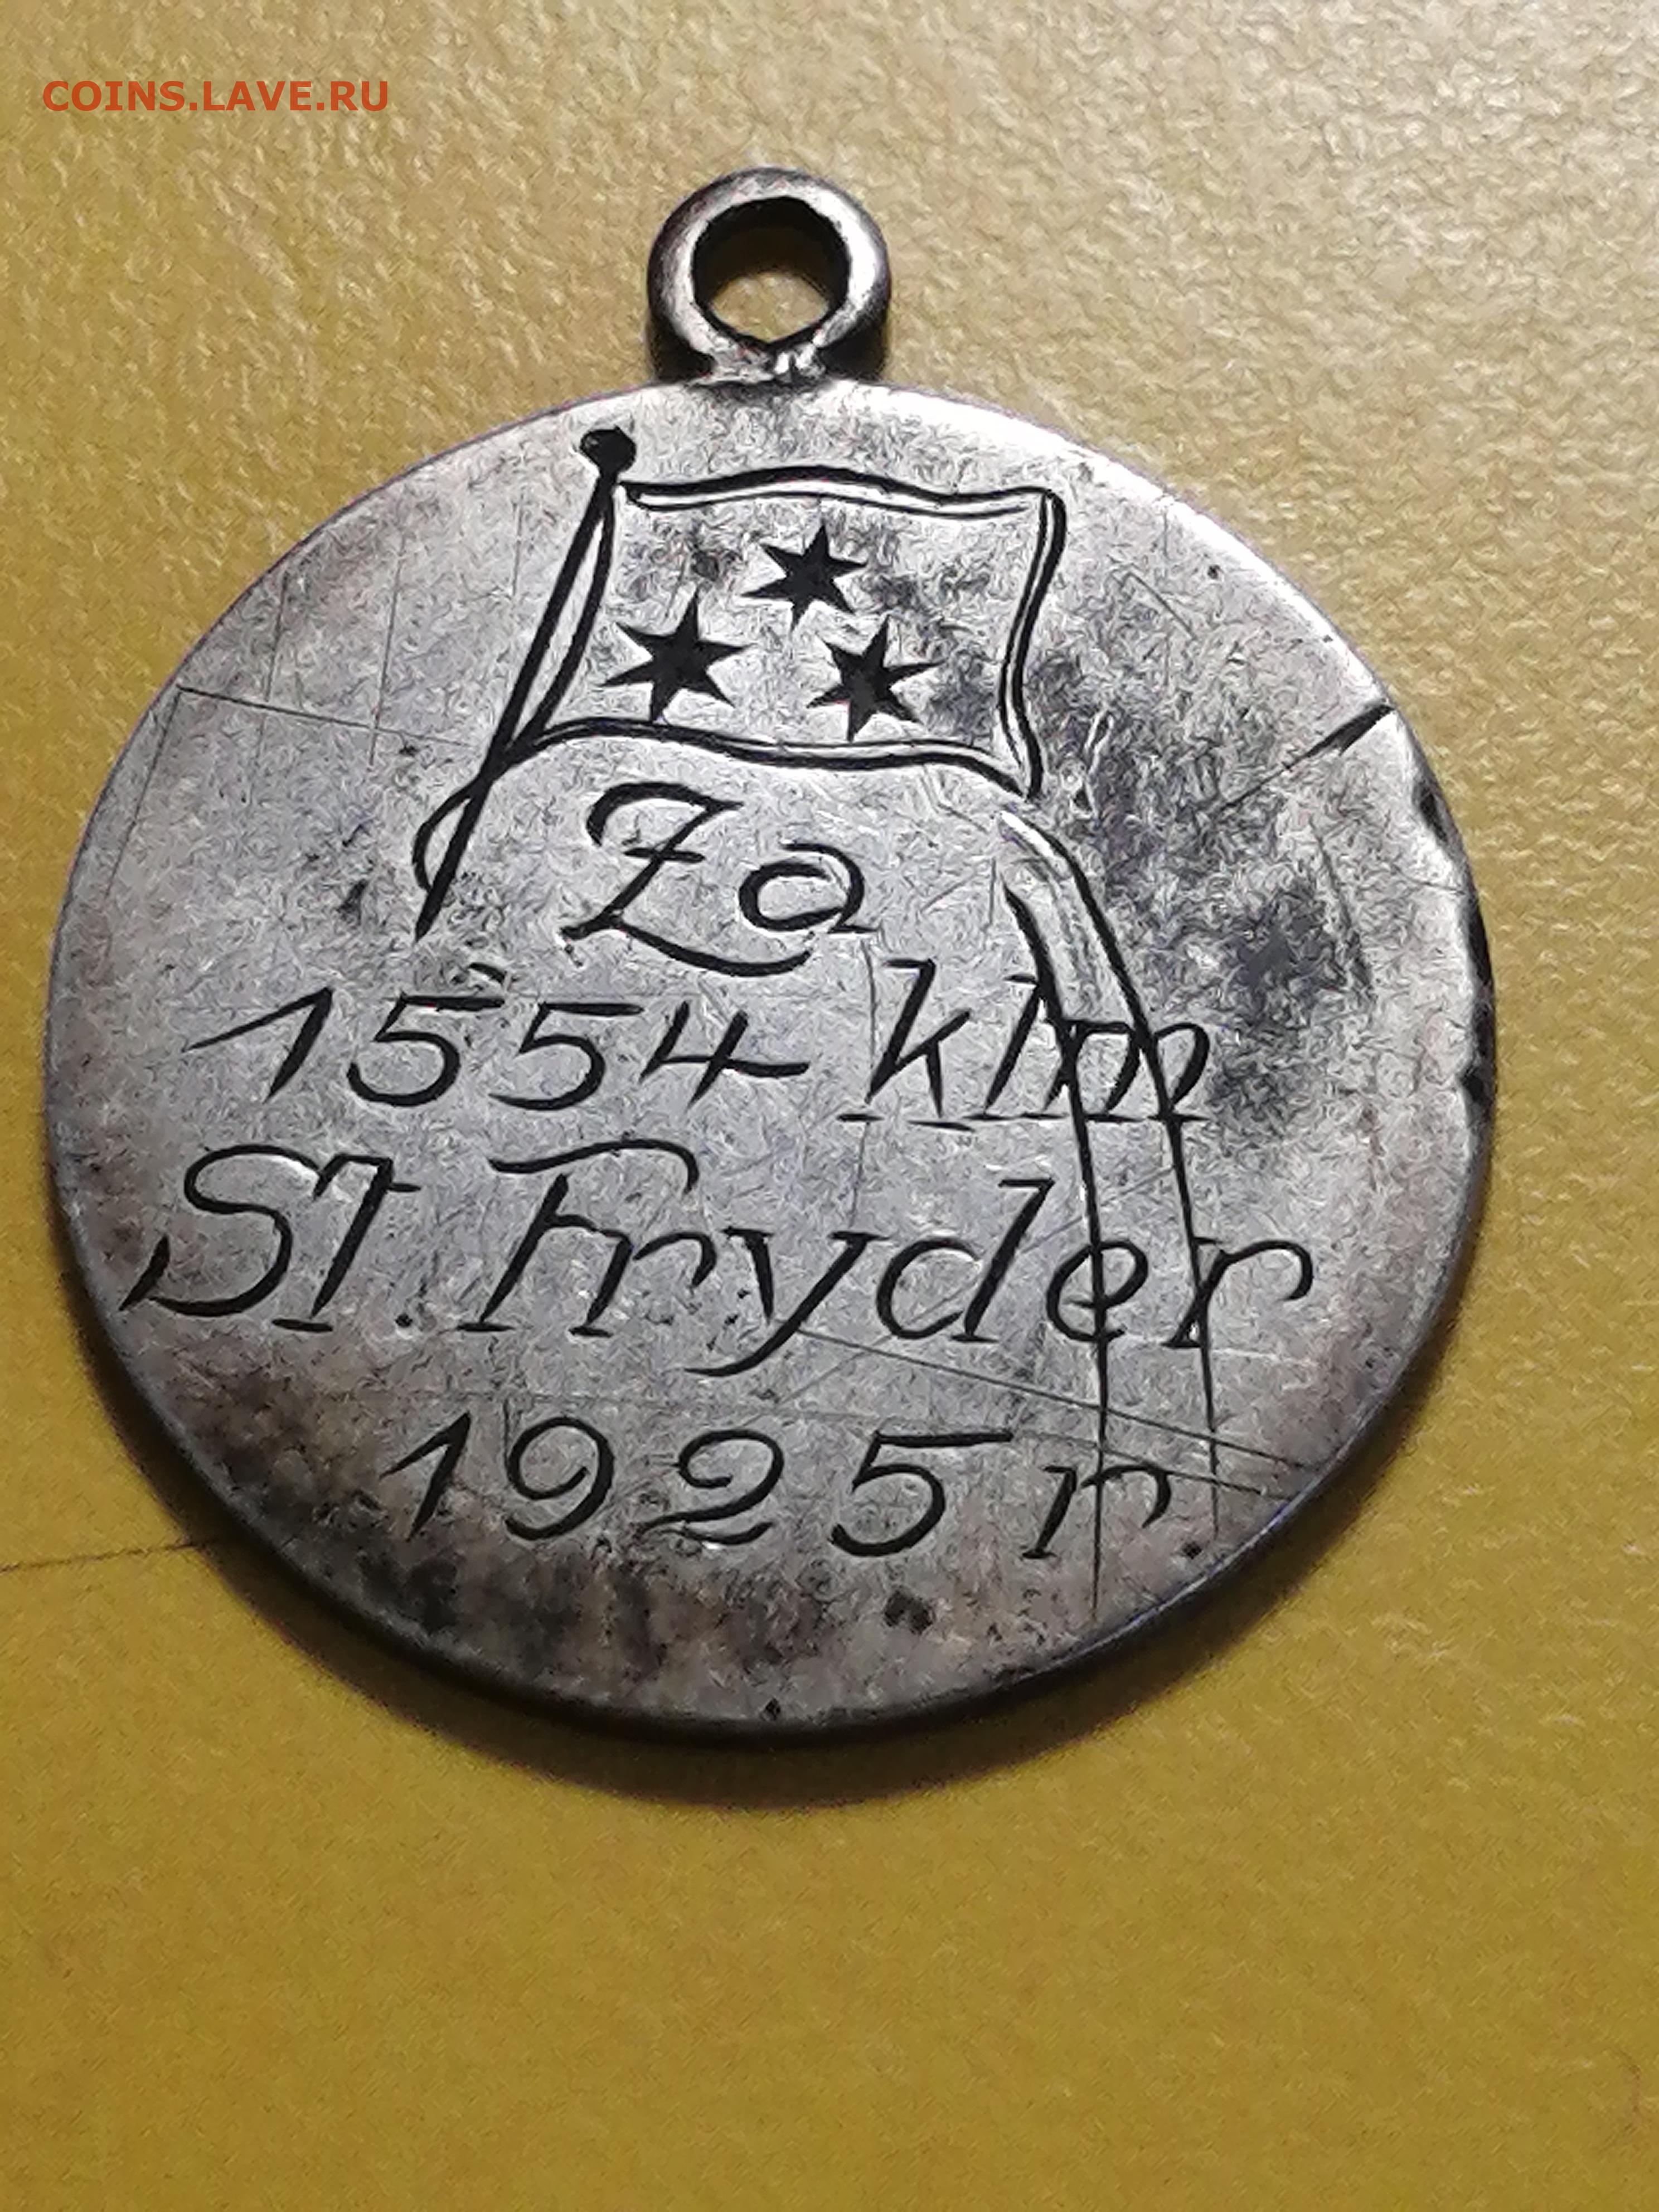 COINS.LAVE.RU
Za
1554 klm
St. Fryder
1925 r